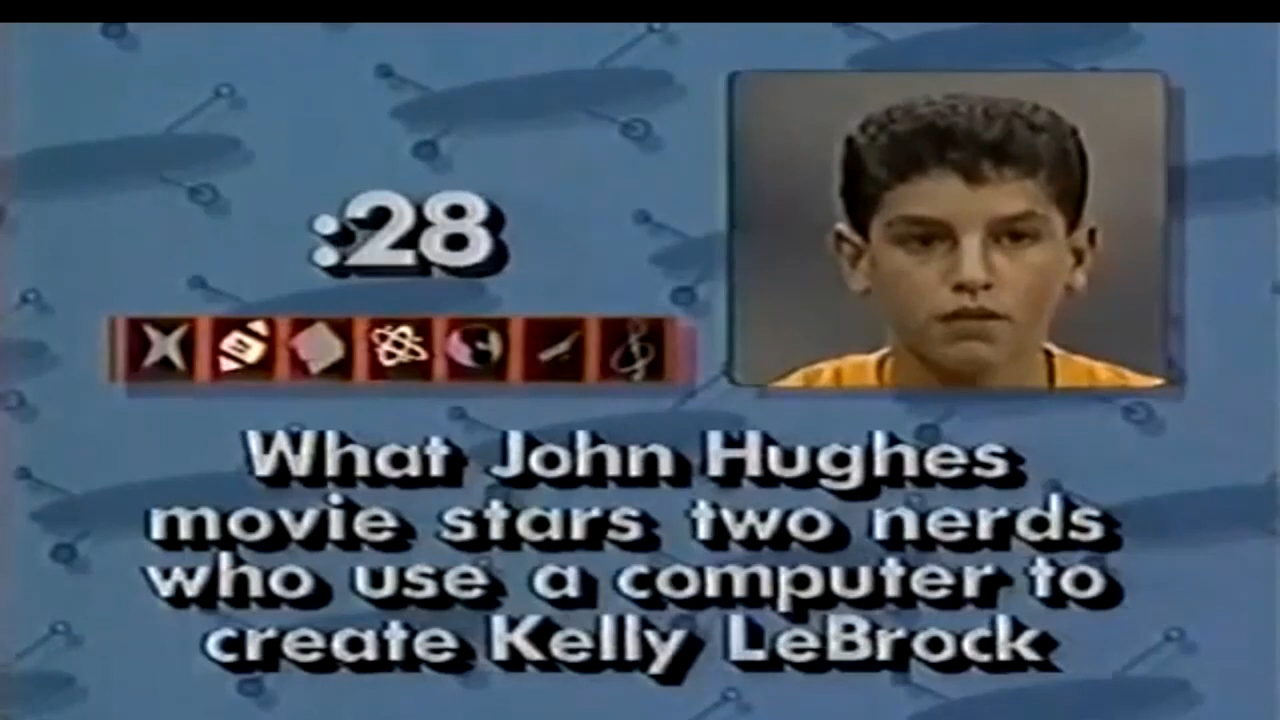 :28
What John Hughes
movie stars two nerds
who use a computer to
create Kelly LeBrock